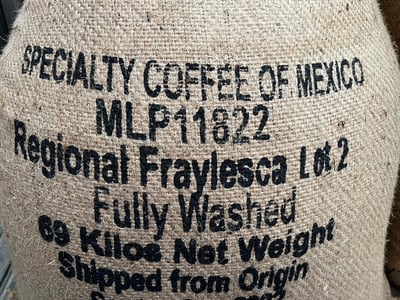 SPECIALTY COFFEE OF MEXICO
MLP11822
Regional Fraylesca Lot 2
Fully Washed
69 Kilos Net Weight
Shipped from Origin